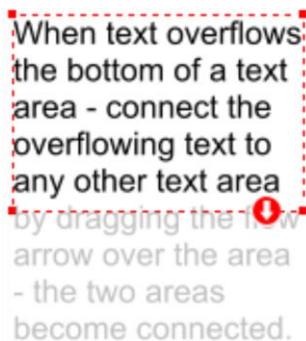 When text overflows
the bottom of a text
area - connect the
overflowing text to
any other text area
by dragging the flow
arrow over the area
- the two areas
become connected.